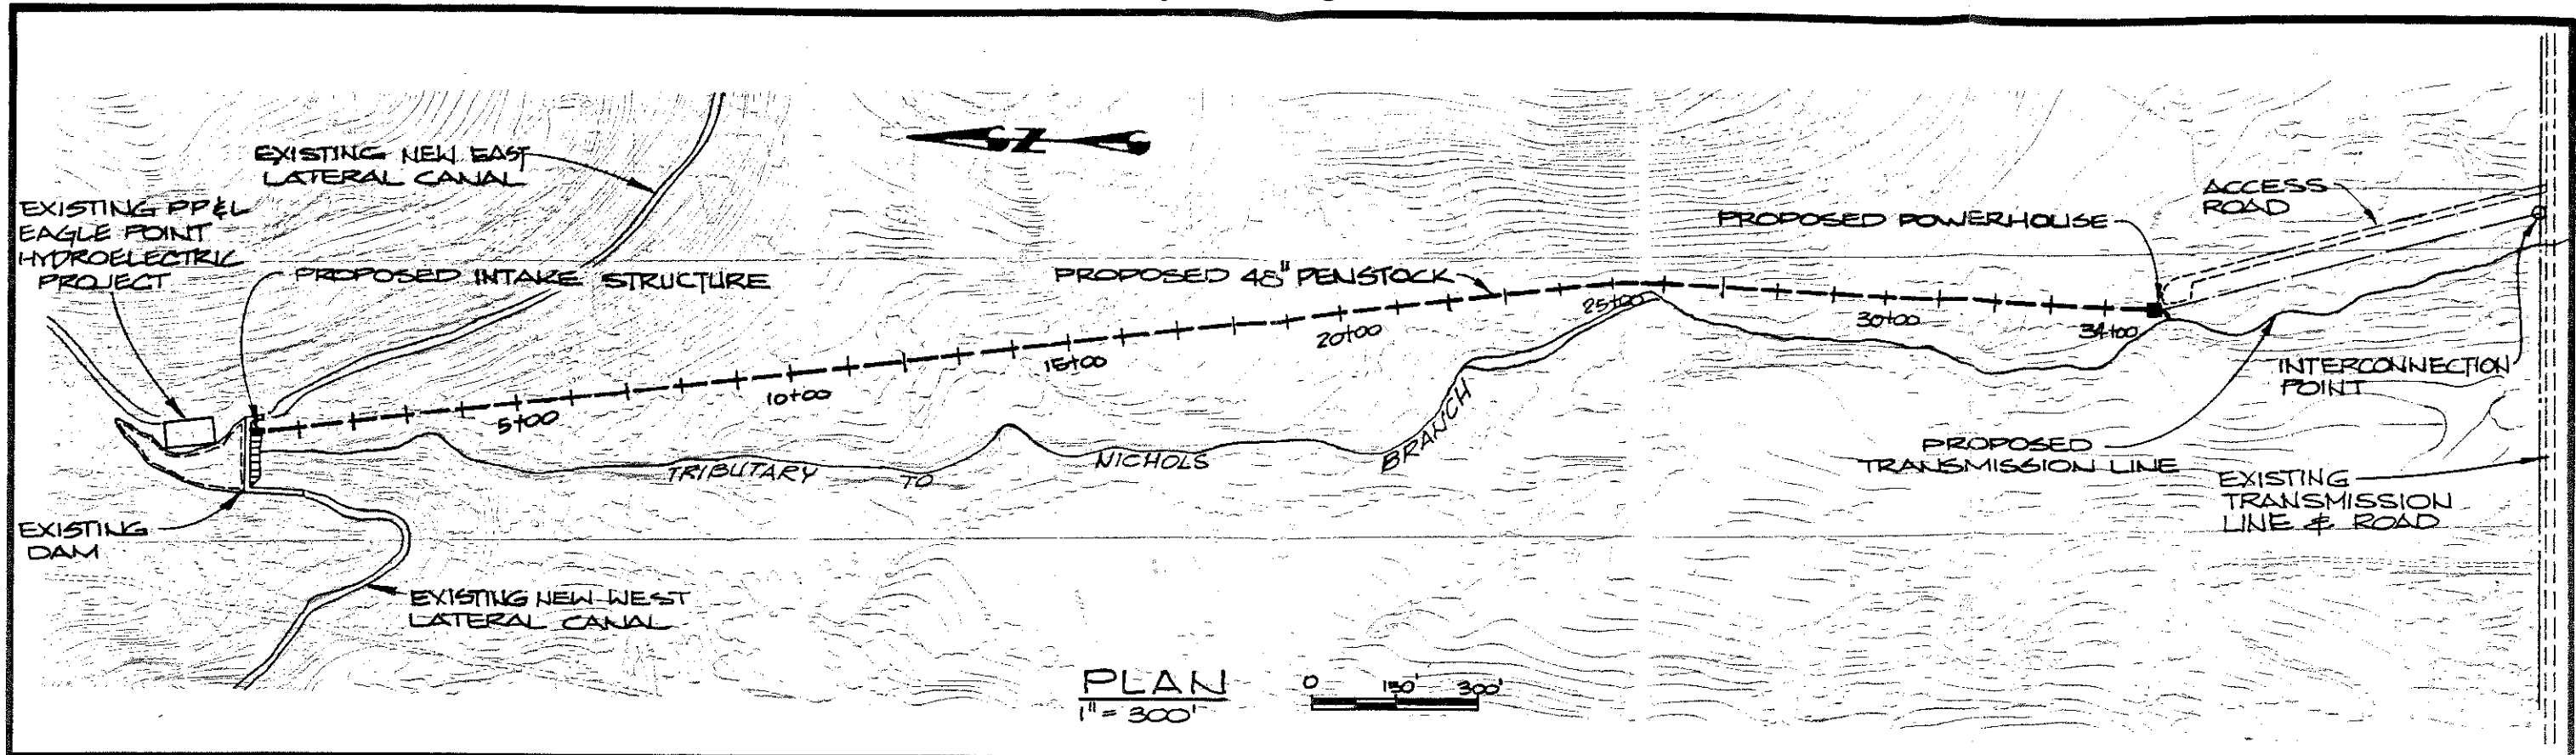 N
EXISTING NEW EAST
LATERAL CANAL
EXISTING PP&L
EAGLE POINT
HYDROELECTRIC
PROJECT
PROPOSED INTAKE STRUCTURE
PROPOSED 48" PENSTOCK
PROPOSED POWERHOUSE
ACCESS
ROAD
5+00
10+00
15+00
20+00
25+00
30+00
34+00
TRIBUTARY TO NICHOLS BRANCH
INTERCONNECTION
POINT
PROPOSED
TRANSMISSION LINE
EXISTING
TRANSMISSION
LINE & ROAD
EXISTING
DAM
EXISTING NEW WEST
LATERAL CANAL
PLAN
1" = 300'
0 150' 300'